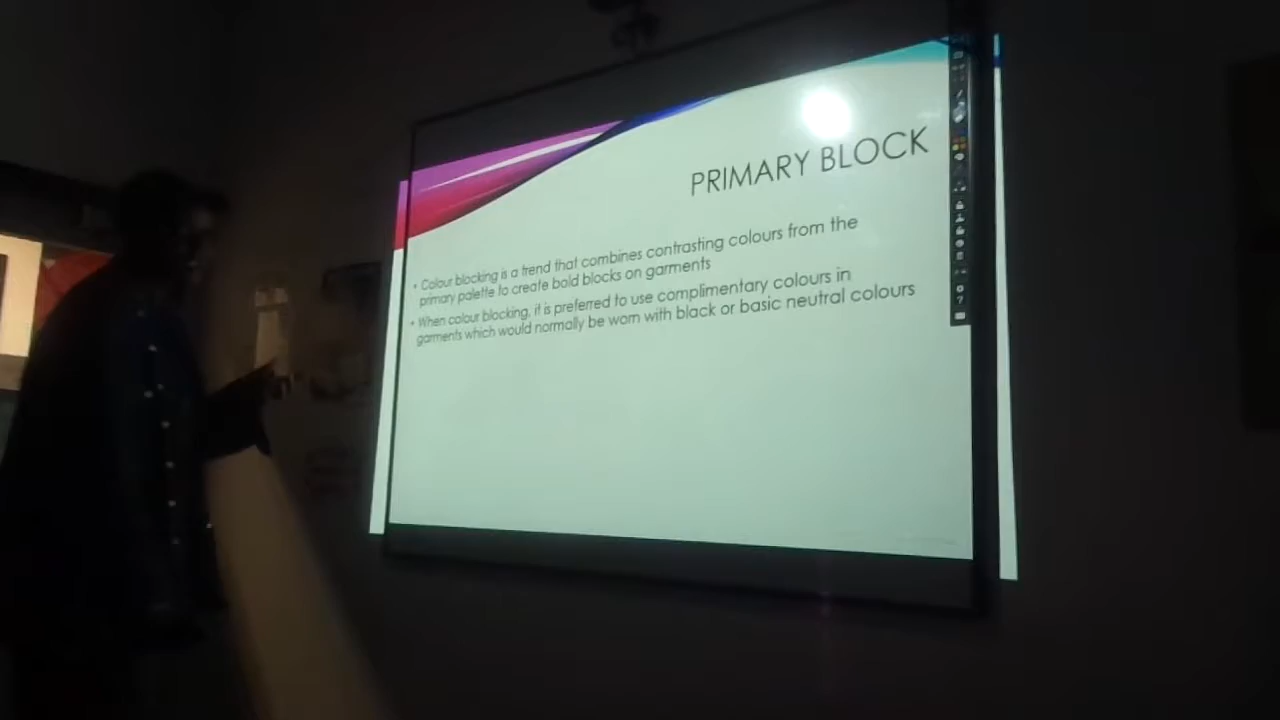 PRIMARY BLOCK
• Colour blocking is a trend that combines contrasting colours from the
primary palette to create bold blocks on garments
• When colour blocking, it is preferred to use complimentary colours in
garments which would normally be worn with black or basic neutral colours